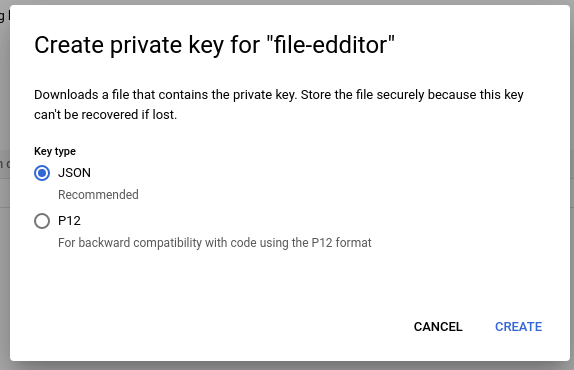 Create private key for "file-edditor"
Downloads a file that contains the private key. Store the file securely because this key
can't be recovered if lost.
Key type
JSON
Recommended
P12
For backward compatibility with code using the P12 format
CANCEL CREATE